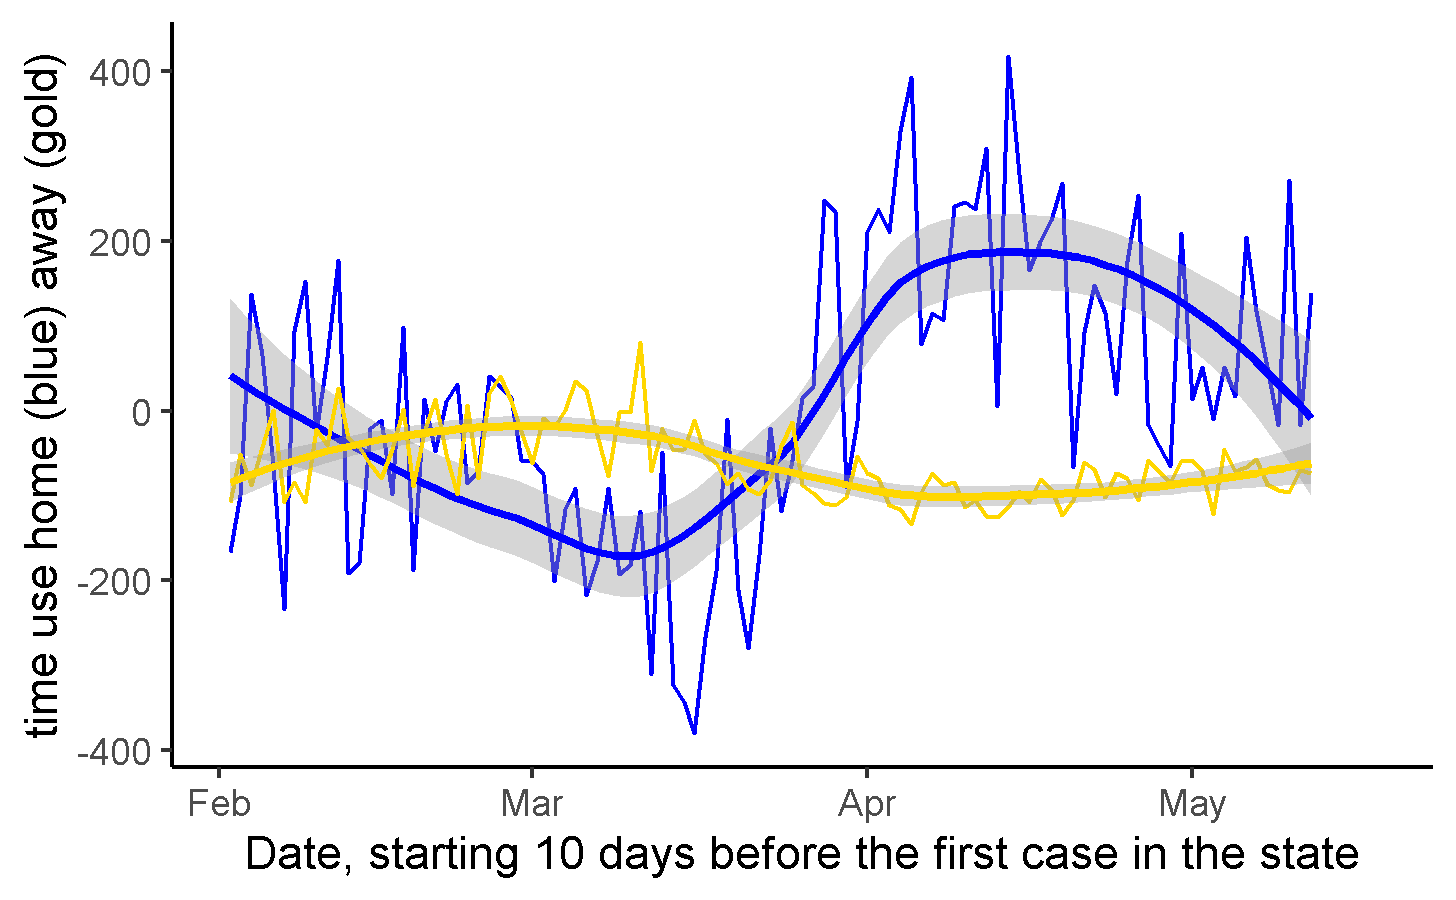 time use home (blue) away (gold)
400
200
0
-200
-400
Feb Mar Apr May
Date, starting 10 days before the first case in the state